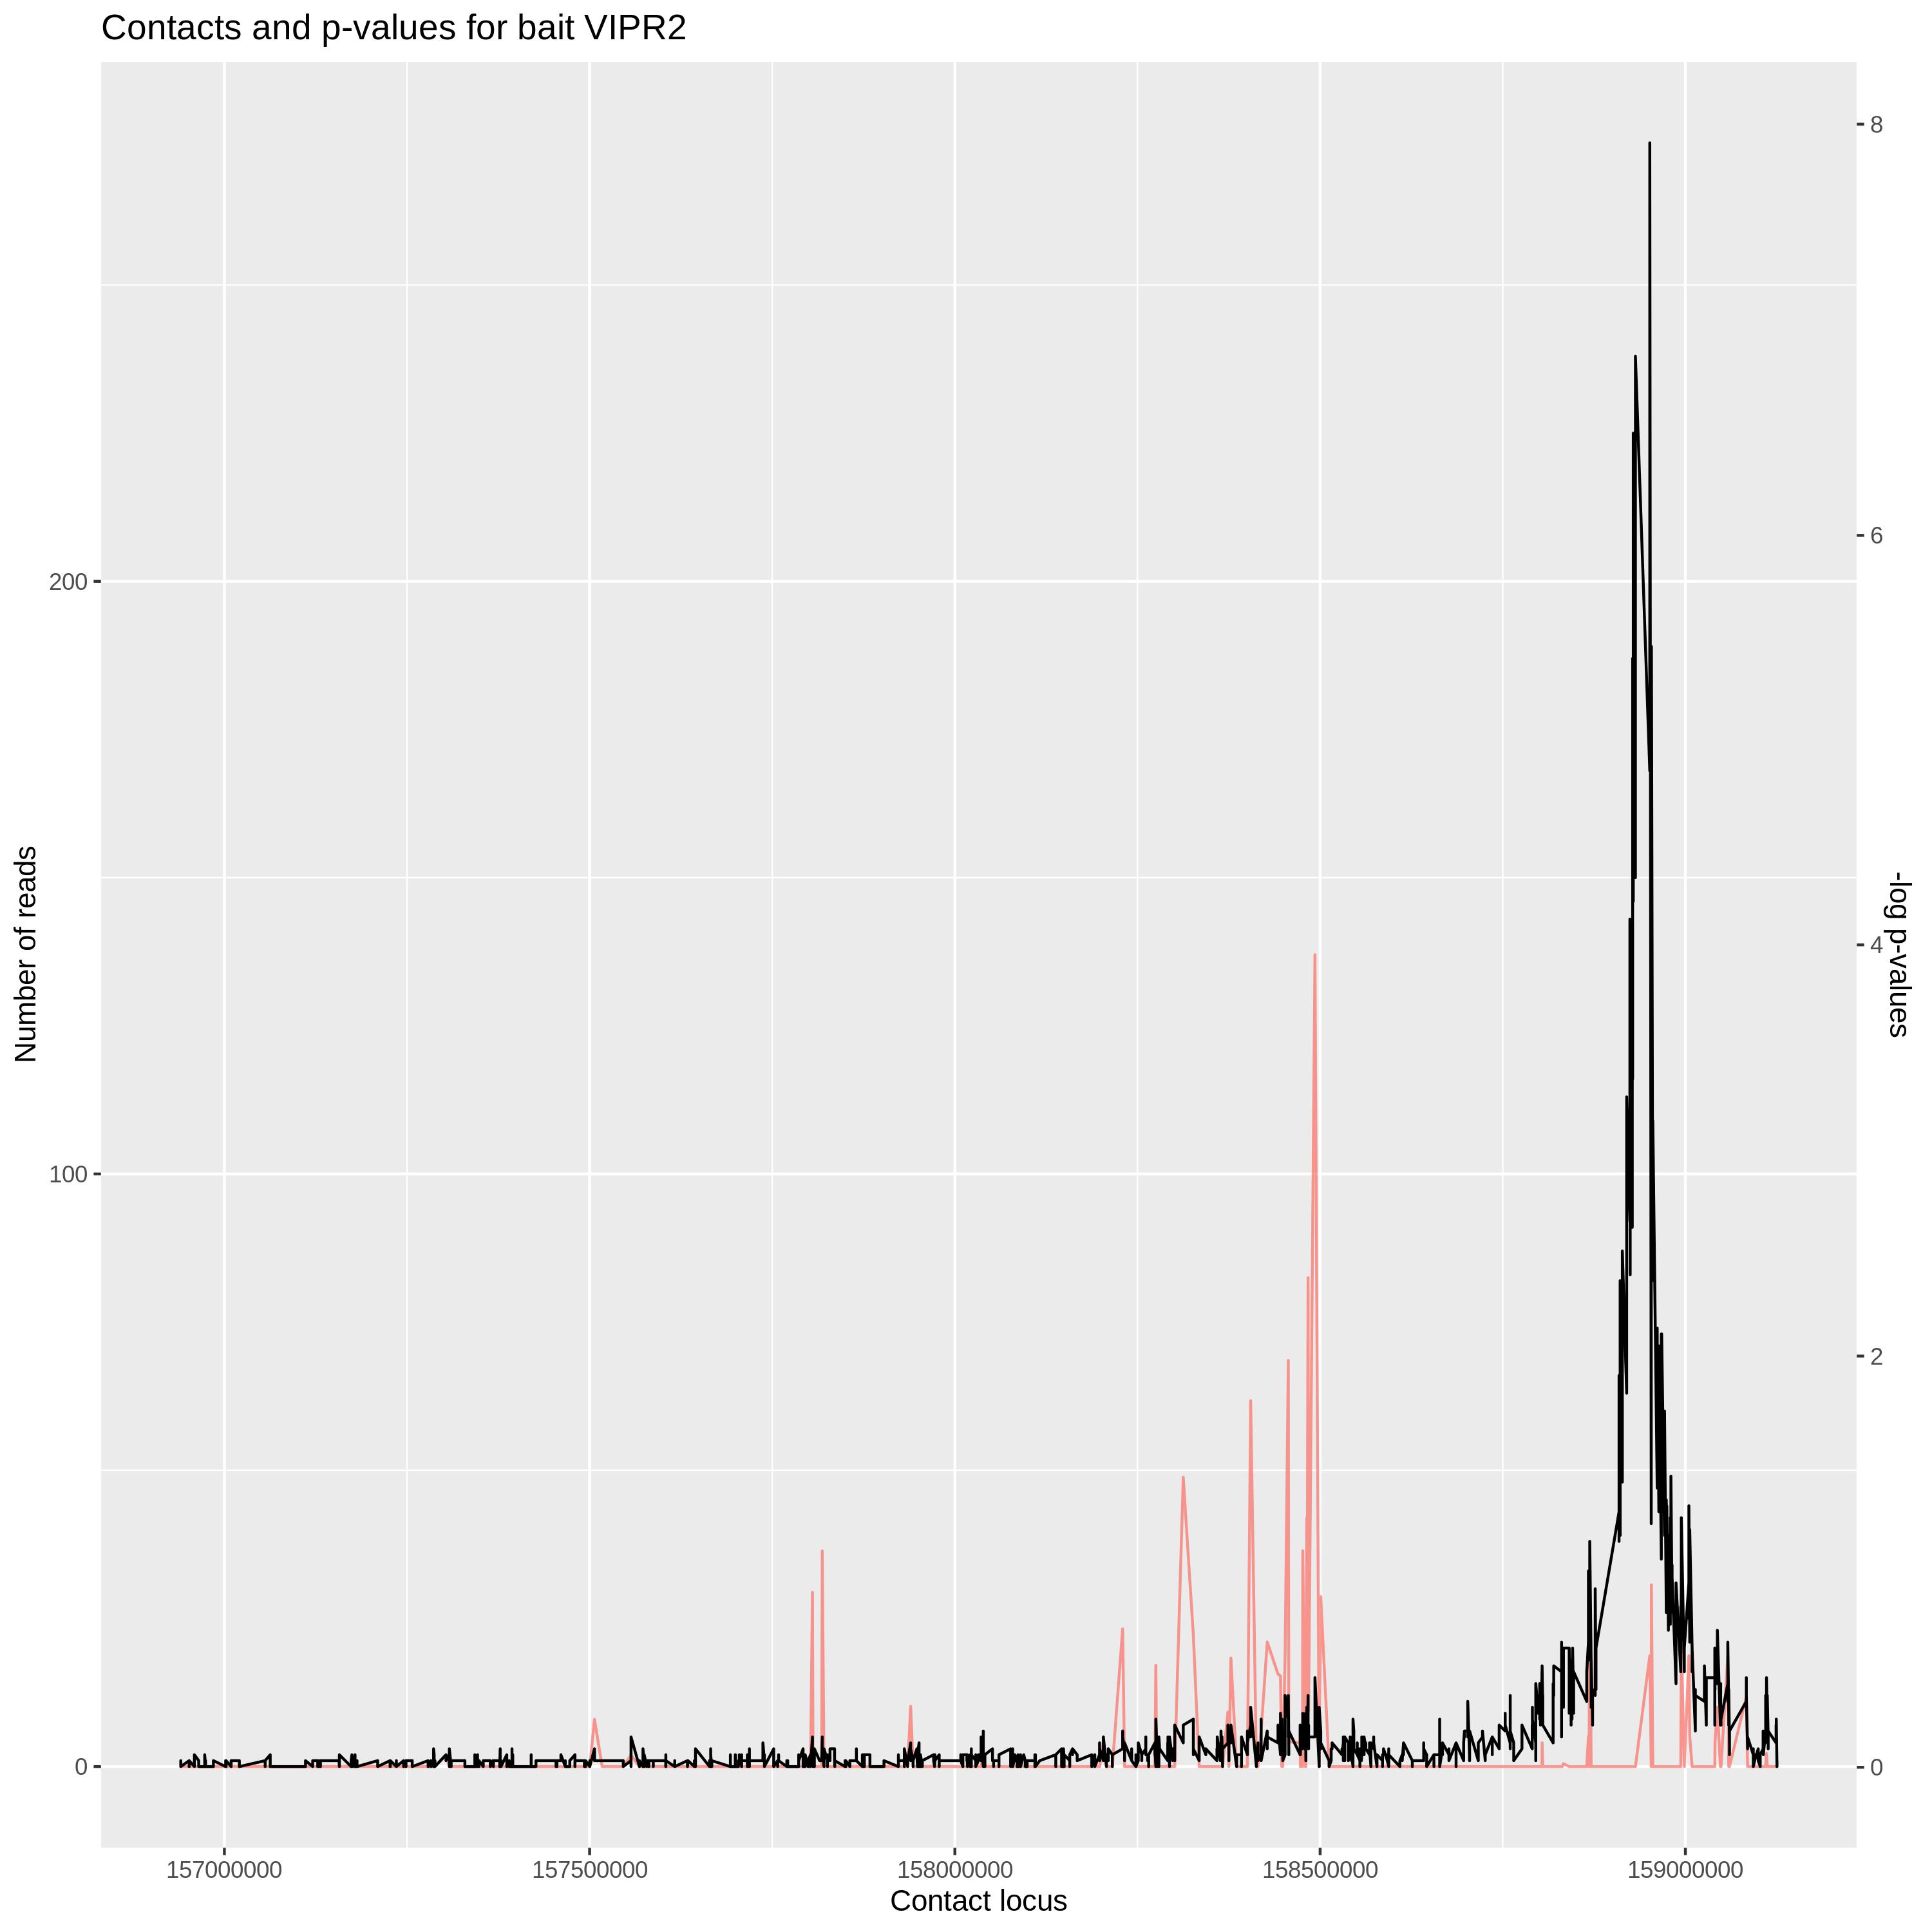 Contacts and p-values for bait VIPR2
8
6
200
Number of reads
-log p-values
4
100
2
0
0
157000000 157500000 158000000 158500000 159000000
Contact locus